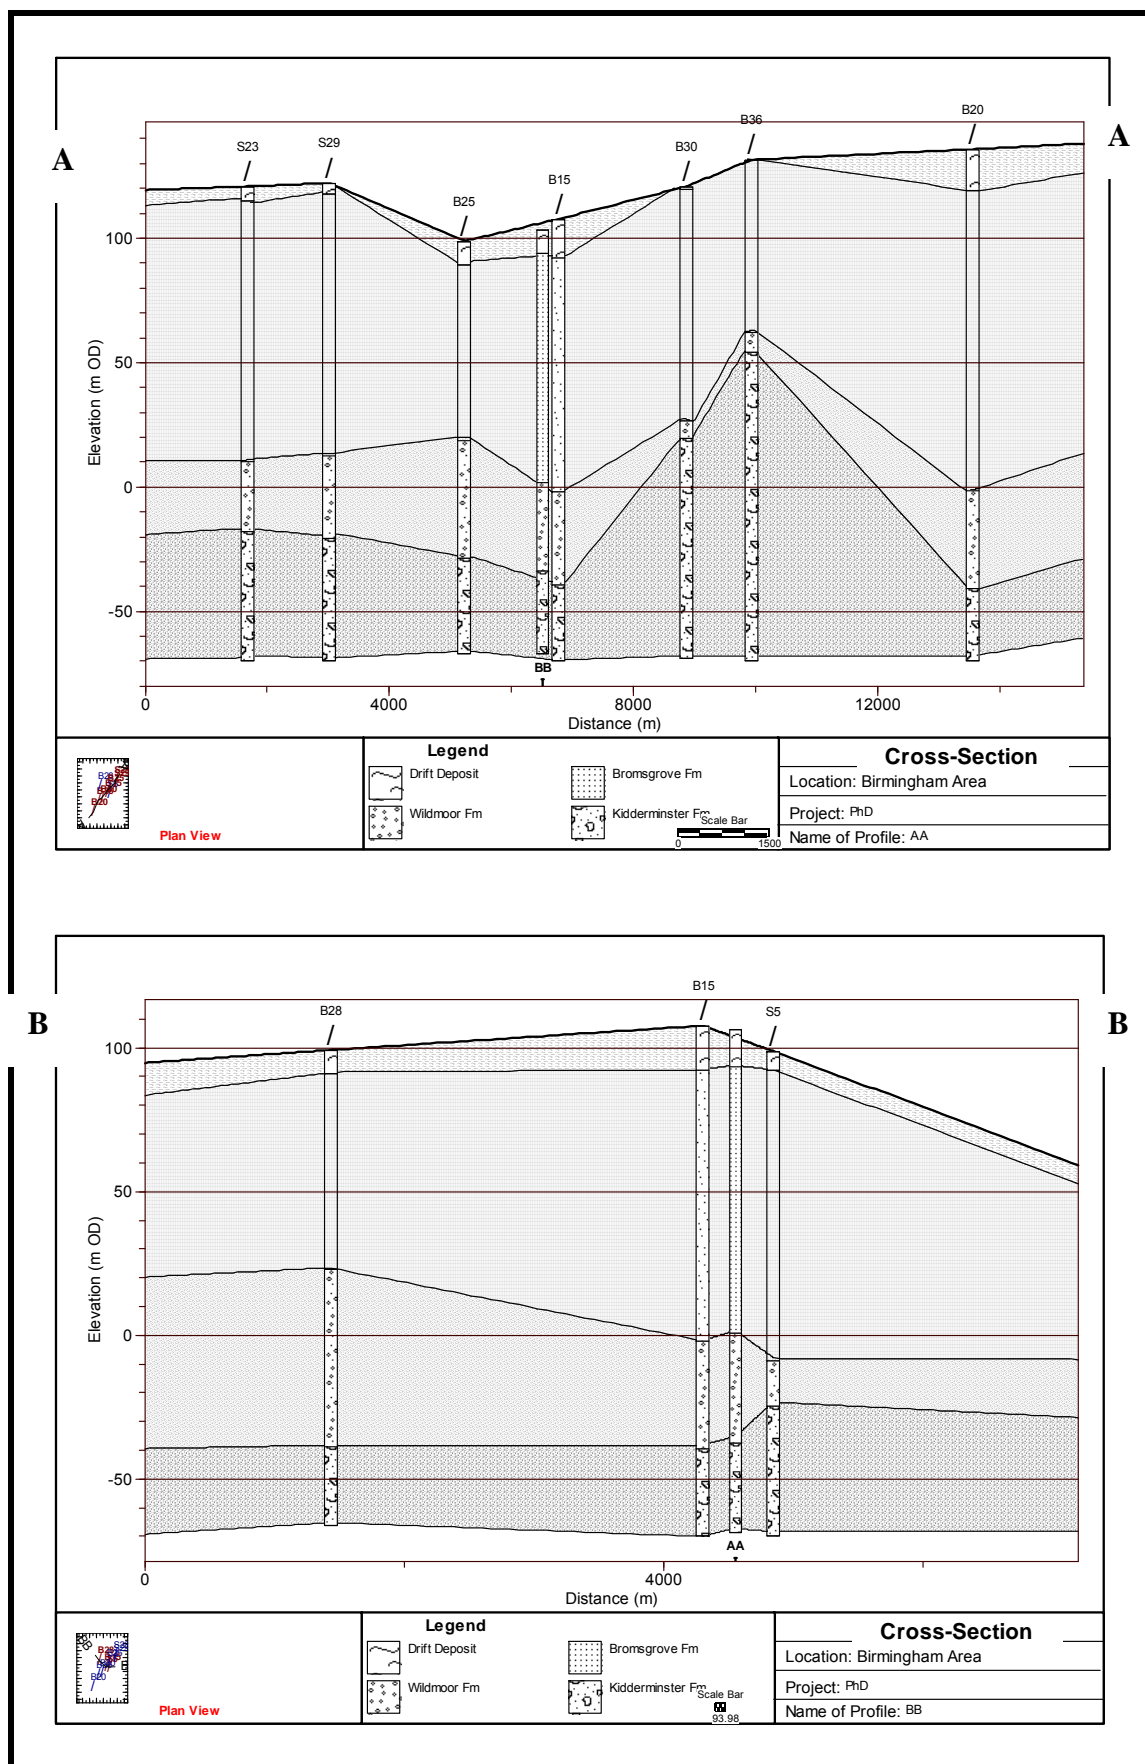 A
A
S23
S29
B25
B15
B30
B36
B20
100
50
0
-50
Elevation (m OD)
BB
0
4000
8000
12000
Distance (m)
Legend
Drift Deposit
Bromsgrove Fm
Wildmoor Fm
Kidderminster Fm
Scale Bar
0
1500
Plan View
B20
Cross-Section
Location: Birmingham Area
Project: PhD
Name of Profile: AA
B
B
B28
B15
S5
100
50
0
-50
Elevation (m OD)
AA
0
4000
Distance (m)
Legend
Drift Deposit
Bromsgrove Fm
Wildmoor Fm
Kidderminster Fm
Scale Bar
93.98
Plan View
B20
Cross-Section
Location: Birmingham Area
Project: PhD
Name of Profile: BB